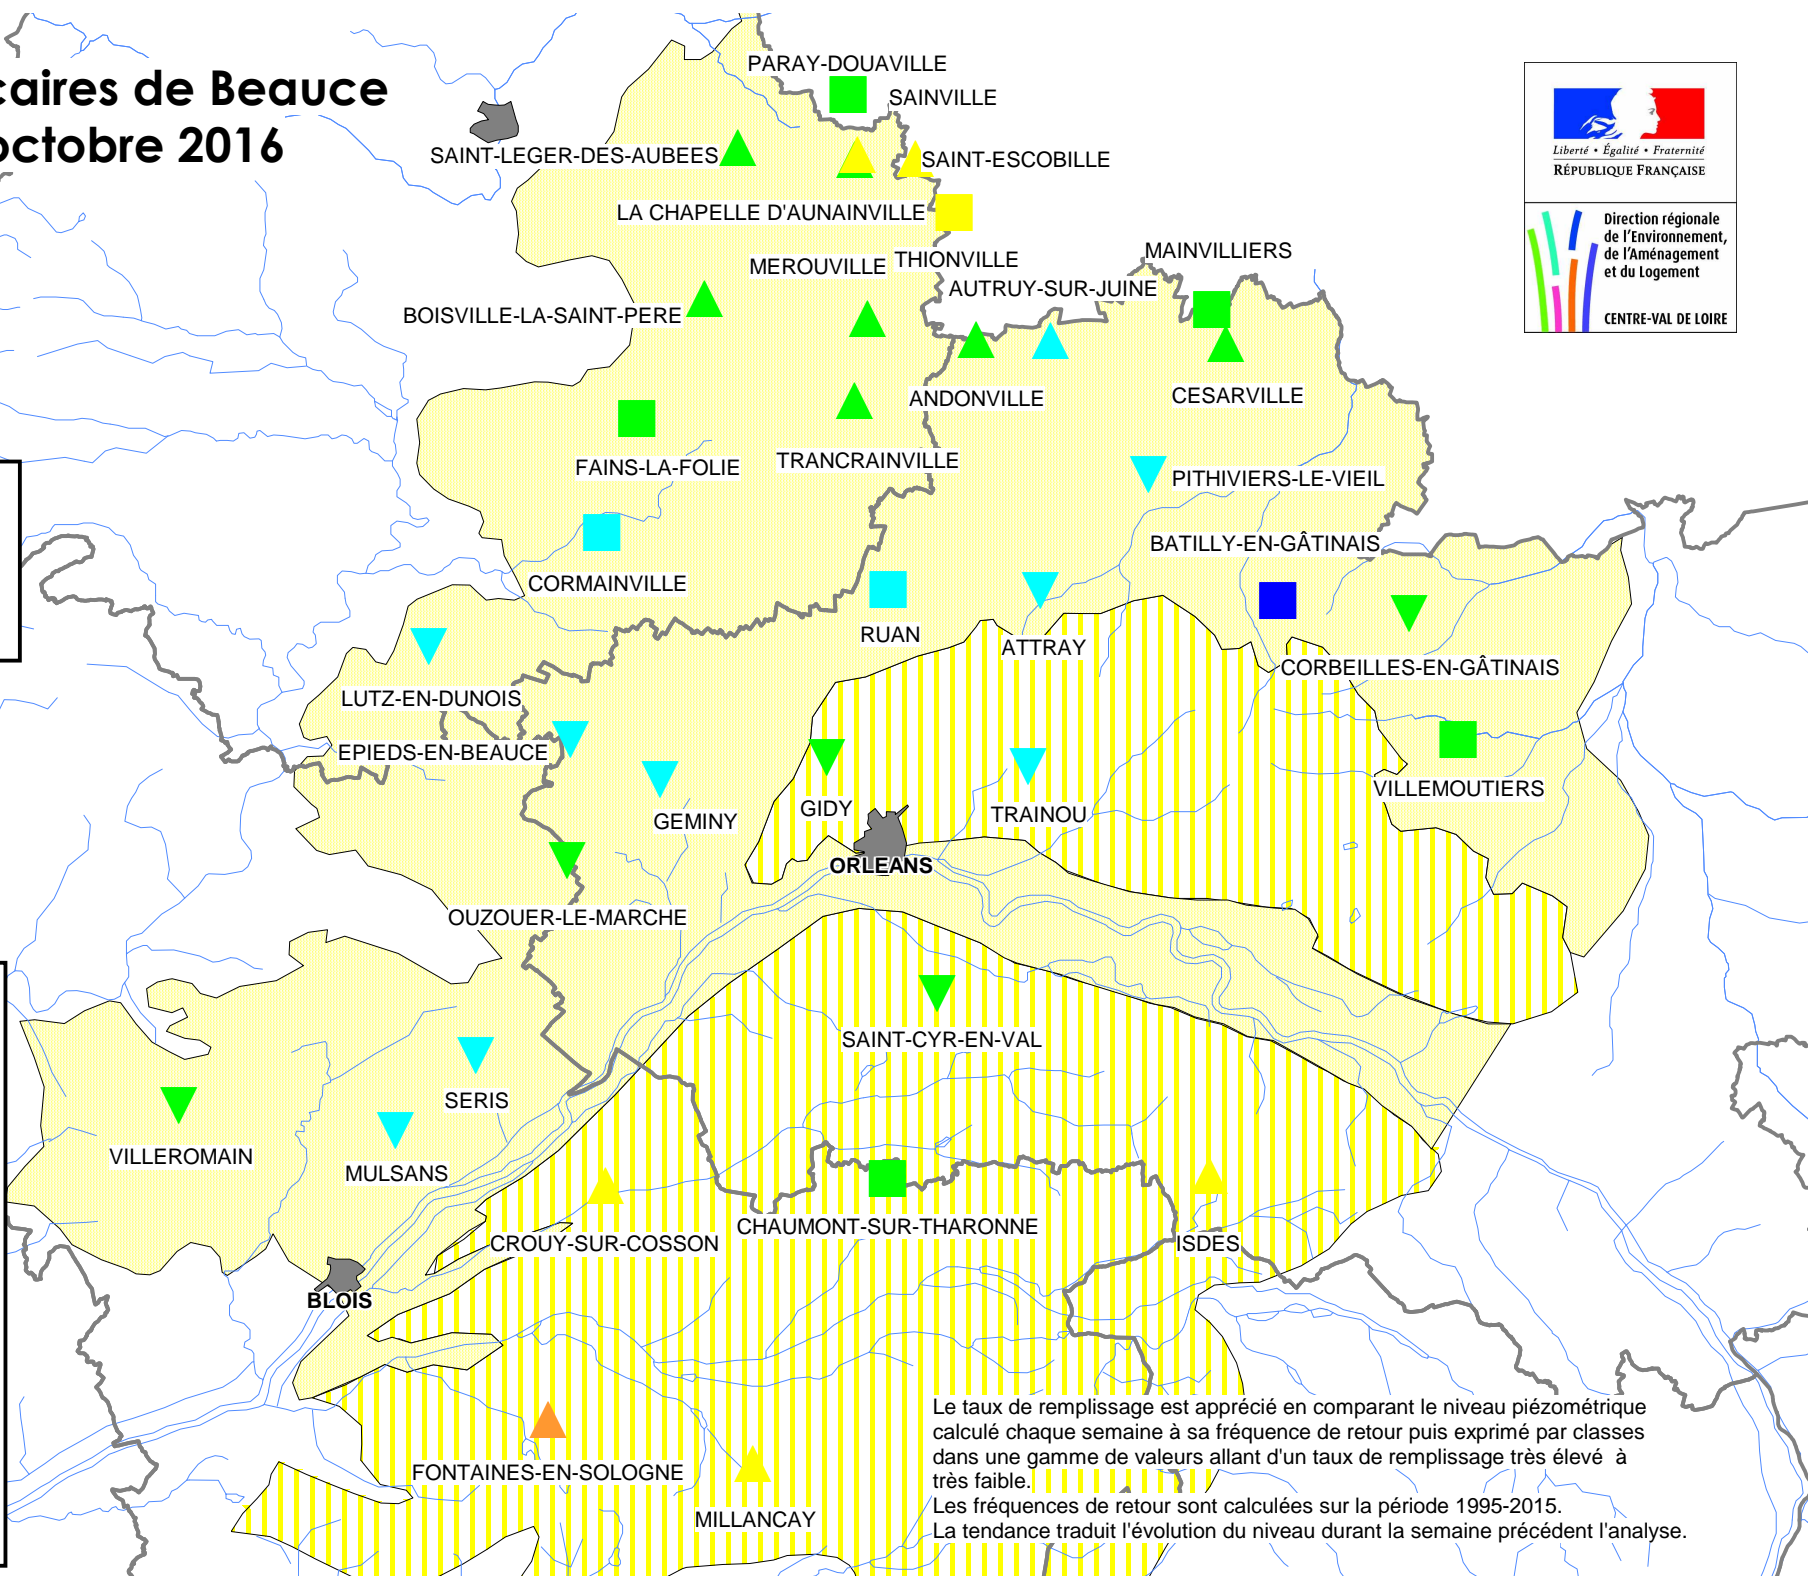 caires de Beauce
octobre 2016
PARAY-DOUAVILLE
SAINVILLE
SAINT-LEGER-DES-AUBEES
SAINT-ESCOBILLE
LA CHAPELLE D'AUNAINVILLE
THIONVILLE
MEROUVILLE
MAINVILLIERS
AUTRUY-SUR-JUINE
BOISVILLE-LA-SAINT-PERE
ANDONVILLE
CESARVILLE
FAINS-LA-FOLIE
TRANCRAINVILLE
PITHIVIERS-LE-VIEIL
BATILLY-EN-GÂTINAIS
CORMAINVILLE
RUAN
ATTRAY
CORBEILLES-EN-GÂTINAIS
LUTZ-EN-DUNOIS
EPIEDS-EN-BEAUCE
VILLEMOUTIERS
GEMINY
GIDY
TRAINOU
ORLEANS
OUZOUER-LE-MARCHE
SAINT-CYR-EN-VAL
SERIS
VILLEROMAIN
MULSANS
CHAUMONT-SUR-THARONNE
CROUY-SUR-COSSON
ISDES
BLOIS
FONTAINES-EN-SOLOGNE
MILLANCAY
Liberté • Égalité • Fraternité
RÉPUBLIQUE FRANÇAISE
Direction régionale
de l'Environnement,
de l'Aménagement
et du Logement
CENTRE-VAL DE LOIRE
Le taux de remplissage est apprécié en comparant le niveau piézométrique
calculé chaque semaine à sa fréquence de retour puis exprimé par classes
dans une gamme de valeurs allant d'un taux de remplissage très élevé à
très faible.
Les fréquences de retour sont calculées sur la période 1995-2015.
La tendance traduit l'évolution du niveau durant la semaine précédent l'analyse.